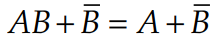 AB + B̅ = A + B̅